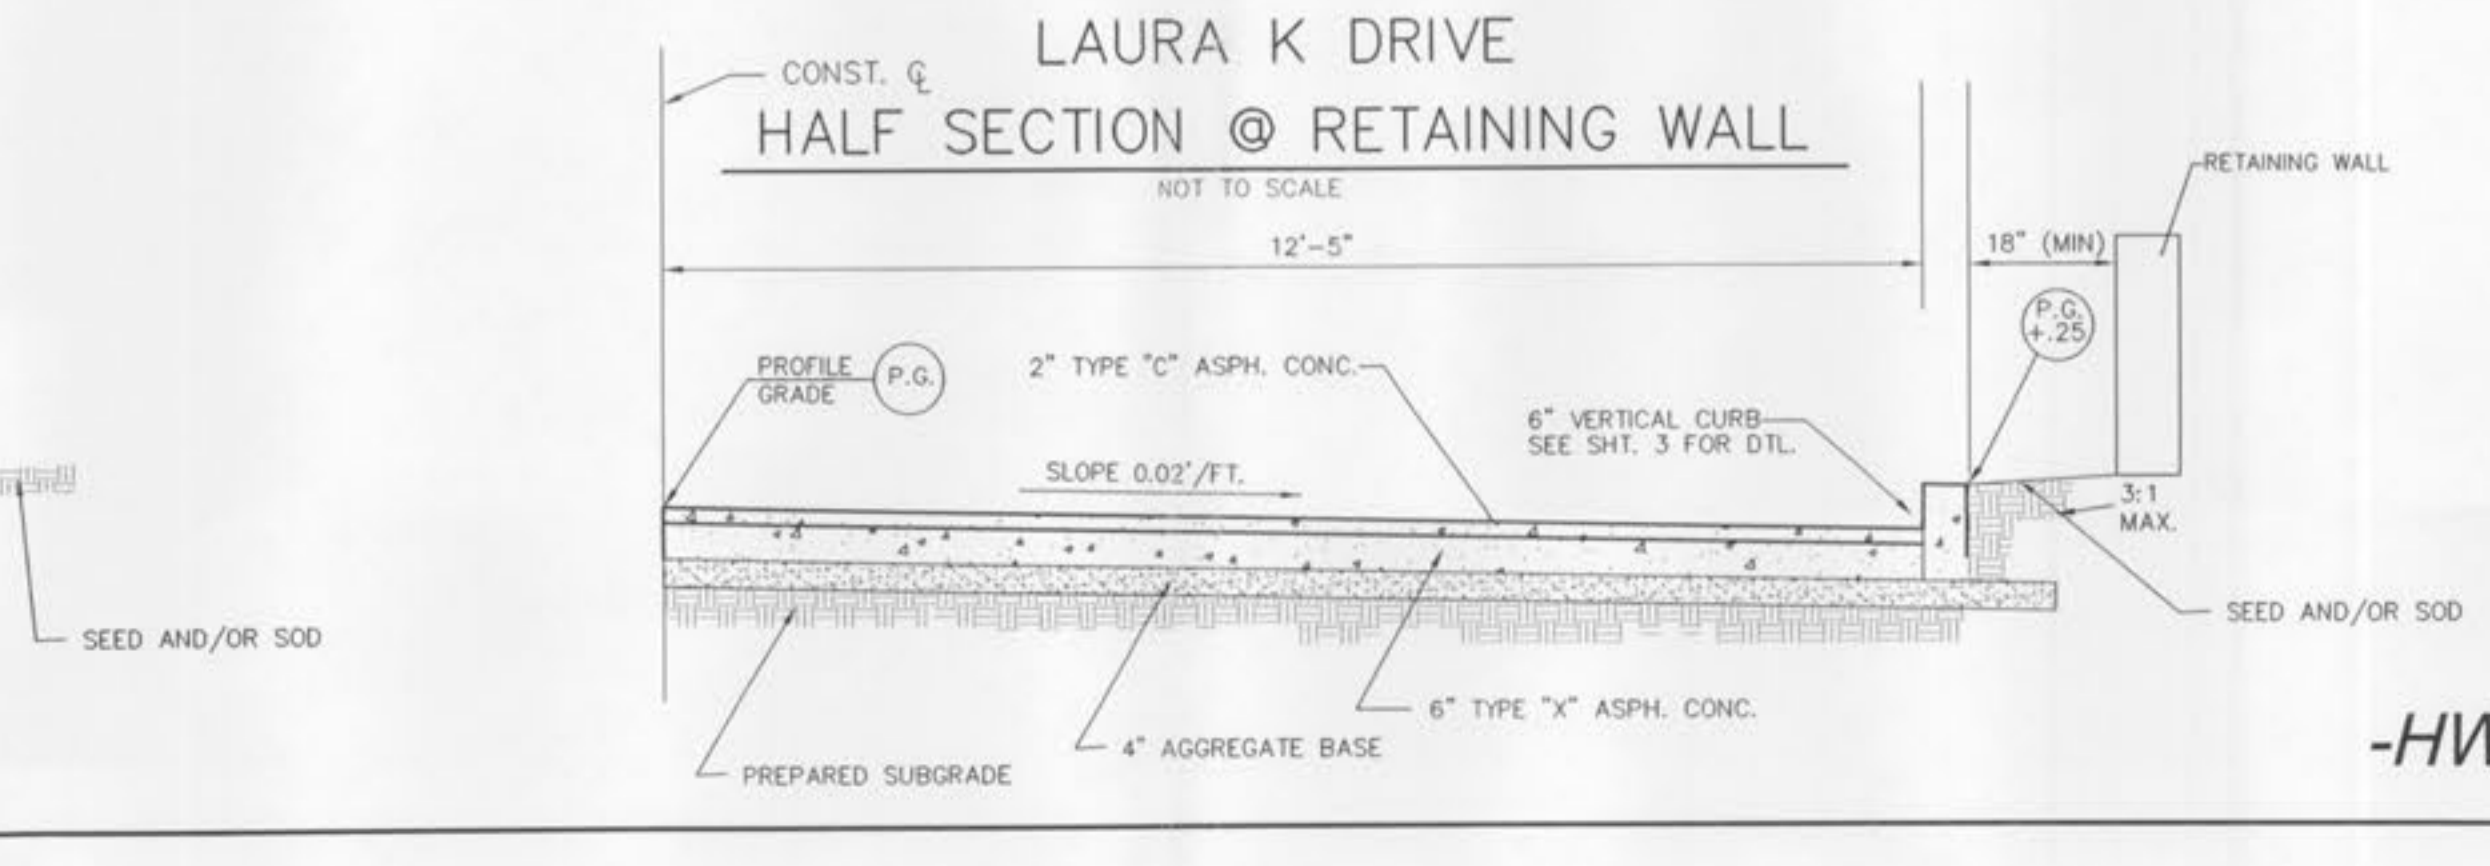 LAURA K DRIVE
CONST. ℄
HALF SECTION @ RETAINING WALL
NOT TO SCALE
RETAINING WALL
12'-5"
18" (MIN)
P.G.
+.25
PROFILE
GRADE
P.G.
2" TYPE "C" ASPH. CONC.
6" VERTICAL CURB
SEE SHT. 3 FOR DTL.
SLOPE 0.02'/FT.
3:1
MAX.
SEED AND/OR SOD
SEED AND/OR SOD
6" TYPE "X" ASPH. CONC.
4" AGGREGATE BASE
PREPARED SUBGRADE
-HW